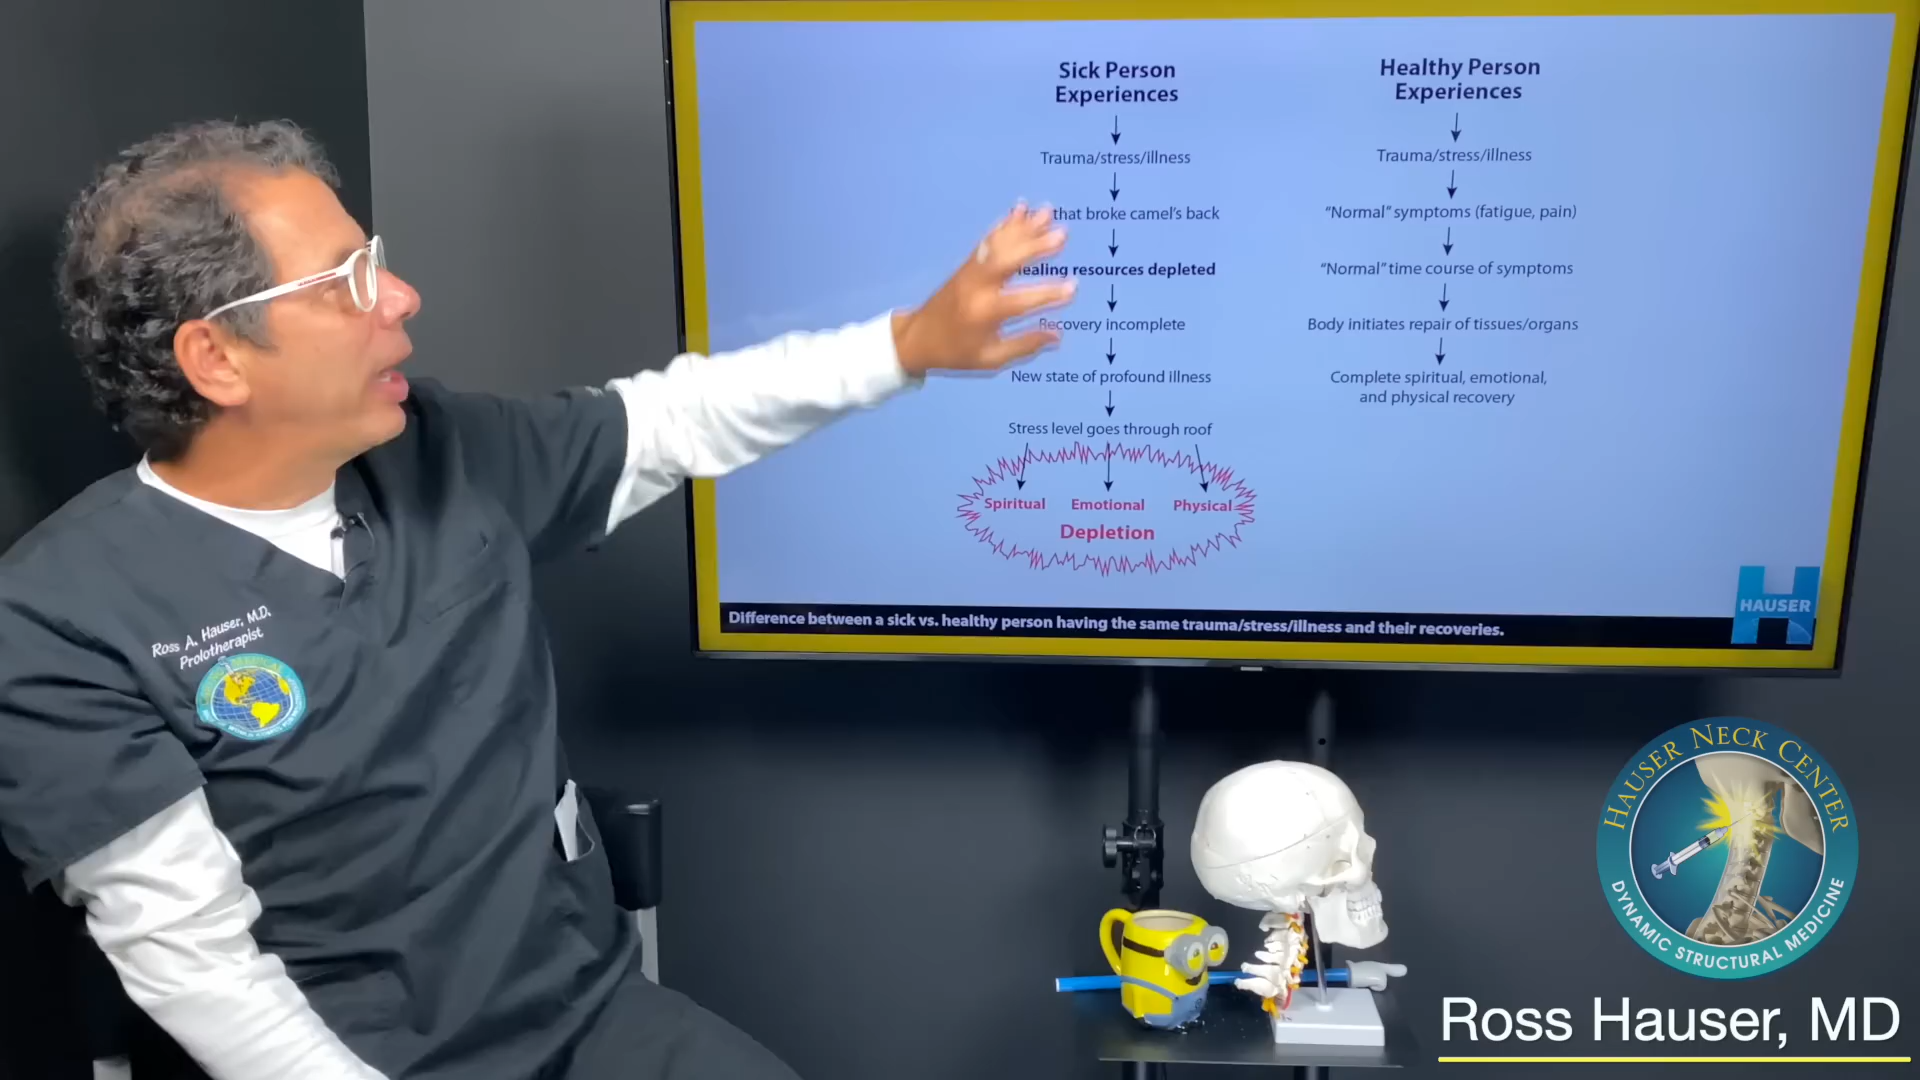 Sick Person
Experiences
Trauma/stress/illness
that broke camel's back
ealing resources depleted
Recovery incomplete
New state of profound illness
Stress level goes through roof
Spiritual Emotional Physical
Depletion
Healthy Person
Experiences
Trauma/stress/illness
"Normal" symptoms (fatigue, pain)
"Normal" time course of symptoms
Body initiates repair of tissues/organs
Complete spiritual, emotional,
and physical recovery
HAUSER
Difference between a sick vs. healthy person having the same trauma/stress/illness and their recoveries.
Ross A. Hauser, M.D.
Prolotherapist
HAUSER NECK CENTER
DYNAMIC STRUCTURAL MEDICINE
Ross Hauser, MD